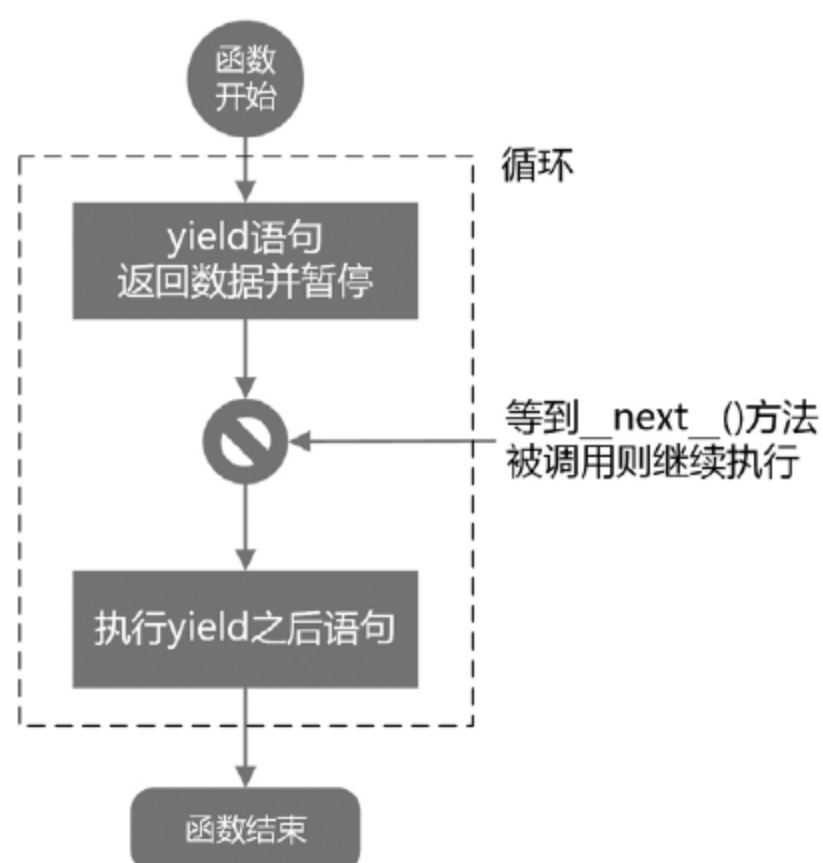 函数
开始
循环
yield语句
返回数据并暂停
等到__next__()方法
被调用则继续执行
执行yield之后语句
函数结束